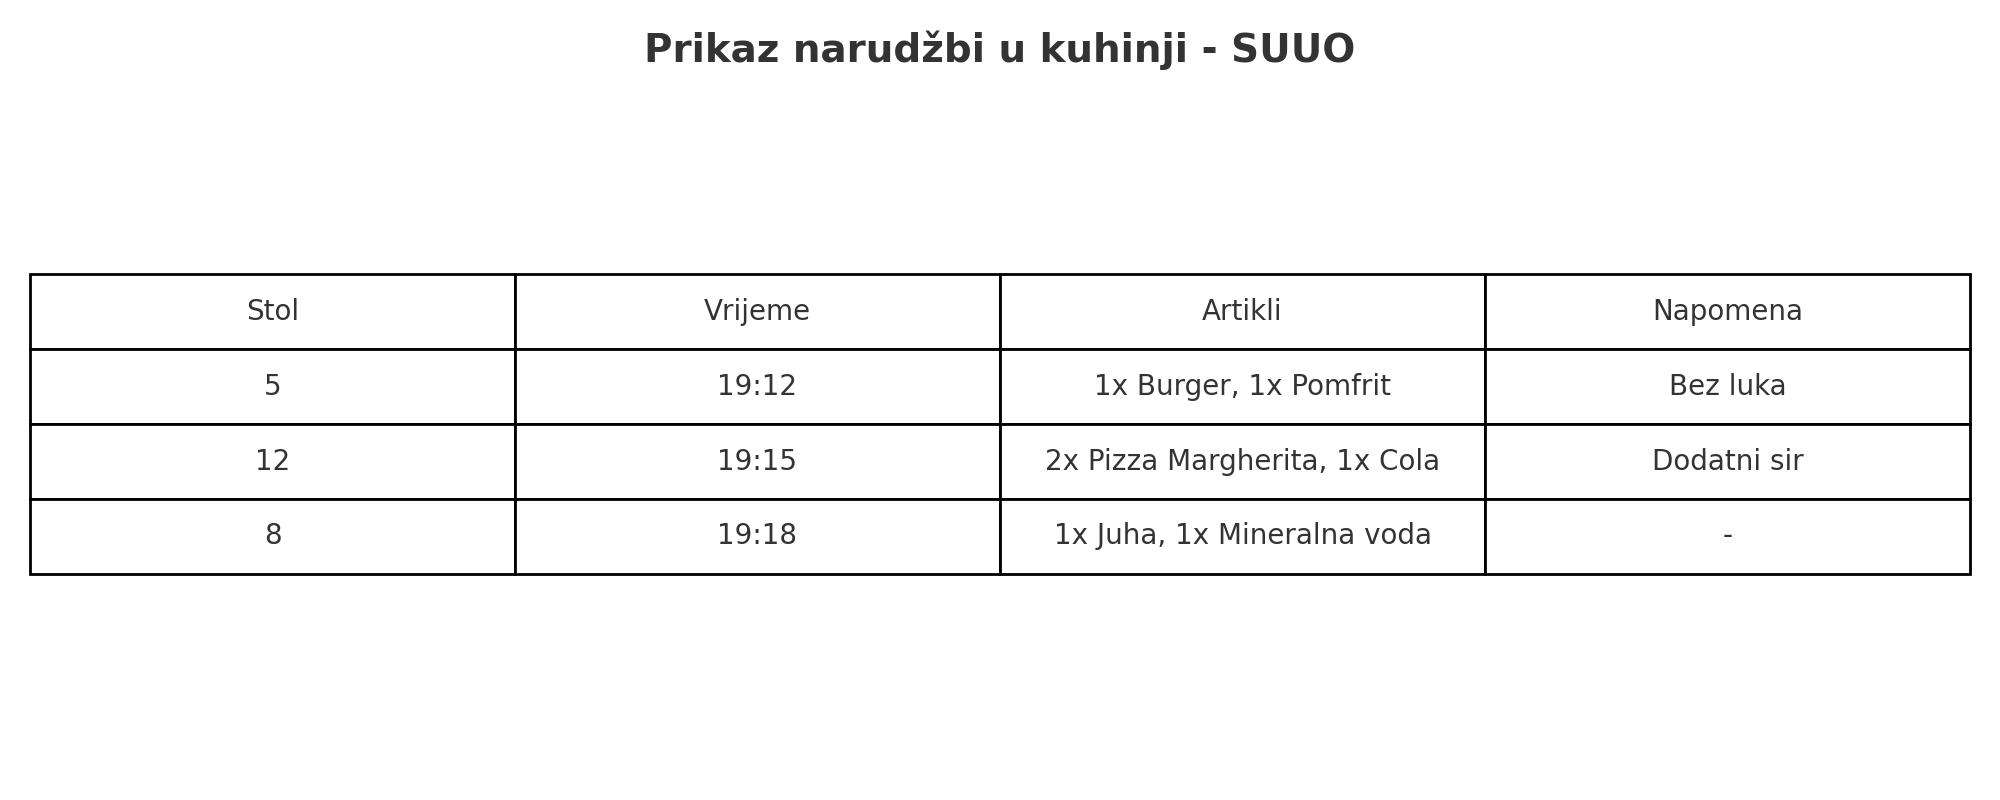 Prikaz narudžbi u kuhinji - SUUO
Stol Vrijeme Artikli Napomena
5 19:12 1x Burger, 1x Pomfrit Bez luka
12 19:15 2x Pizza Margherita, 1x Cola Dodatni sir
8 19:18 1x Juha, 1x Mineralna voda -